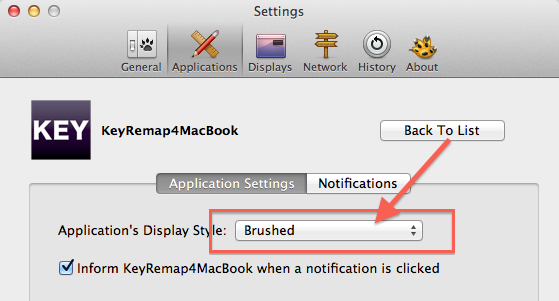 Settings
General Applications Displays Network History About
KEY KeyRemap4MacBook Back To List
Application Settings Notifications
Application's Display Style: Brushed
Inform KeyRemap4MacBook when a notification is clicked